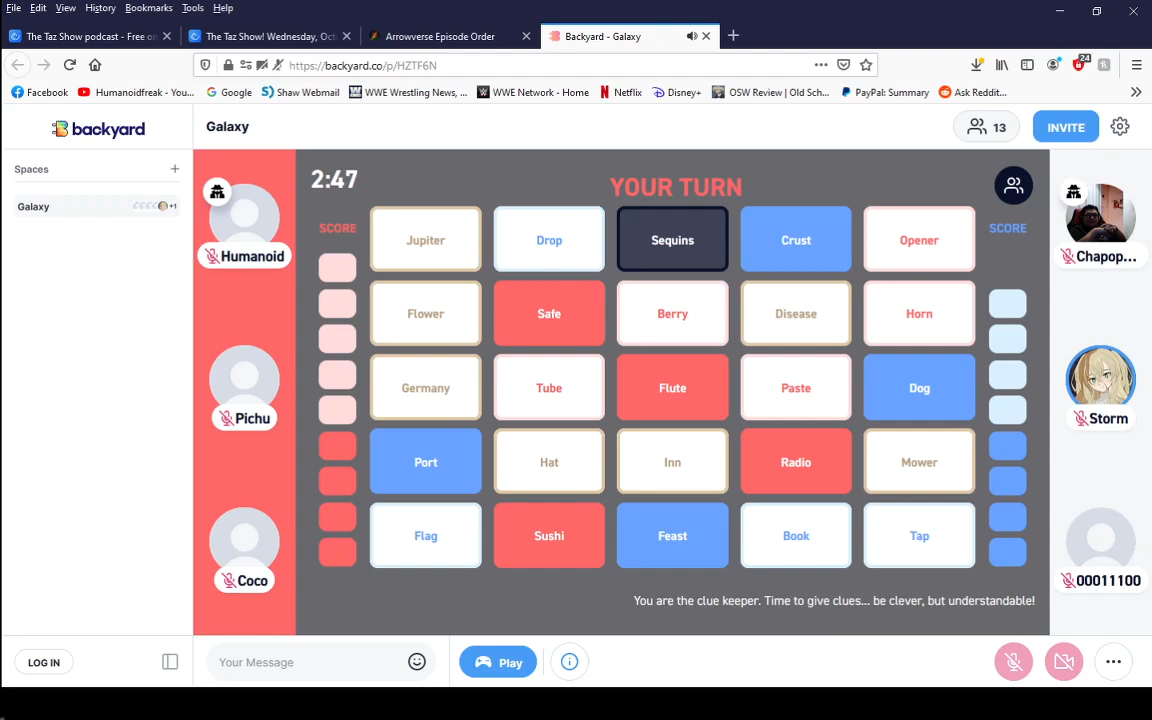 File Edit View History Bookmarks Tools Help
The Taz Show podcast - Free on
The Taz Show! Wednesday, Oct
Arrowverse Episode Order
Backyard - Galaxy
https://backyard.co/p/HZTF6N
24
Facebook Humanoidfreak - You... Google Shaw Webmail WWE Wrestling News, ... WWE Network - Home Netflix Disney+ OSW Review | Old Sch... PayPal: Summary Ask Reddit...
backyard
Galaxy
13
INVITE
Spaces
Galaxy
+1
2:47
YOUR TURN
SCORE
SCORE
Jupiter Drop Sequins Crust Opener
Humanoid
Chapop...
Flower Safe Berry Disease Horn
Germany Tube Flute Paste Dog
Pichu
Storm
Port Hat Inn Radio Mower
Flag Sushi Feast Book Tap
Coco
00011100
You are the clue keeper. Time to give clues... be clever, but understandable!
LOG IN
Your Message
Play